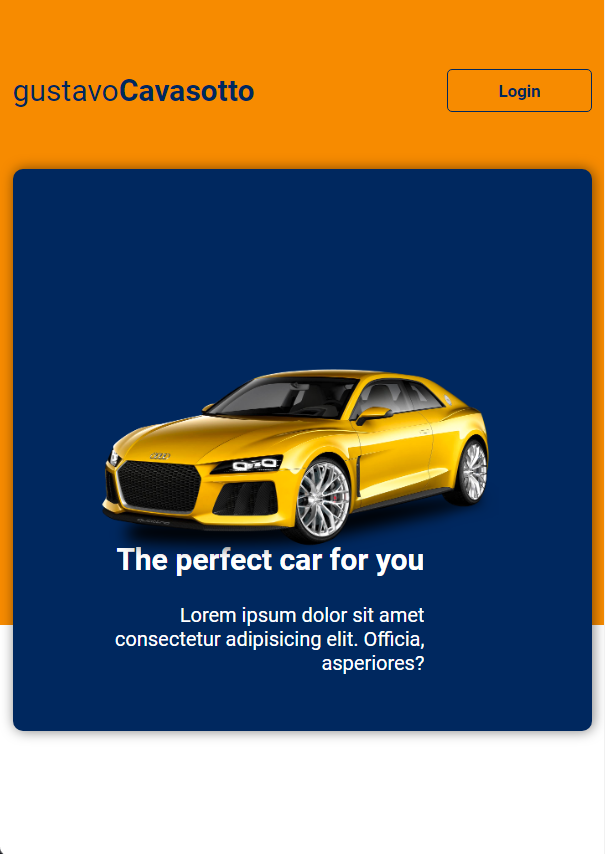 gustavoCavasotto
Login
The perfect car for you
Lorem ipsum dolor sit amet
consectetur adipisicing elit. Officia,
asperiores?